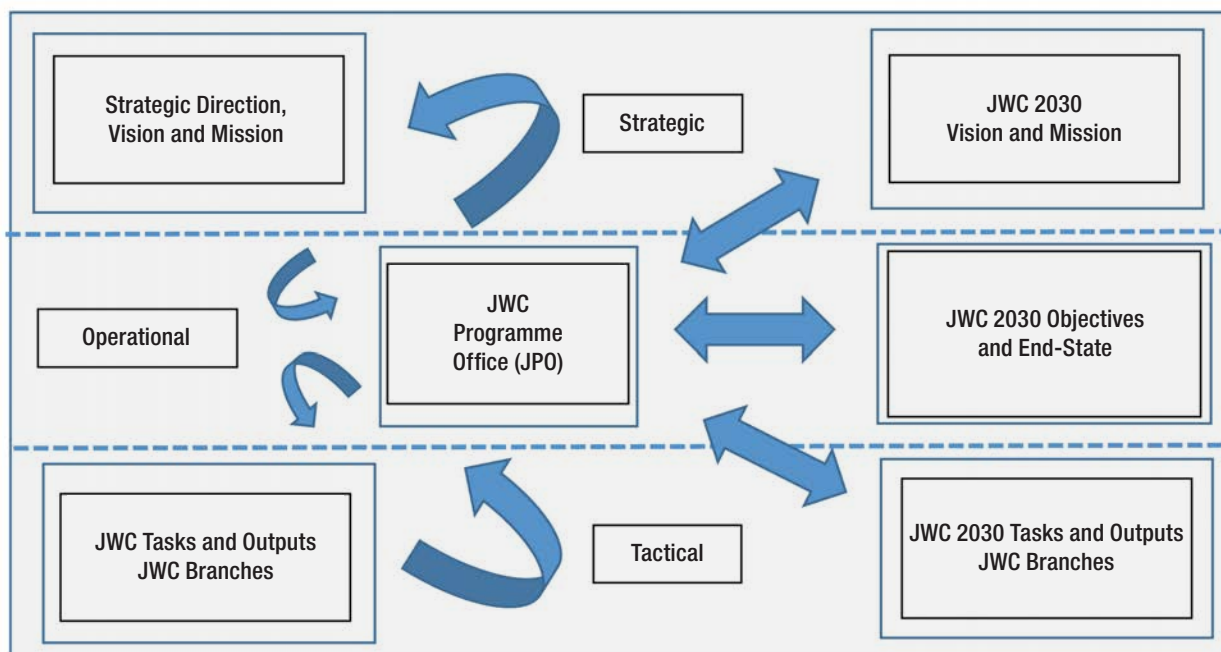 Strategic Direction,
Vision and Mission
Strategic
JWC 2030
Vision and Mission
Operational
JWC
Programme
Office (JPO)
JWC 2030 Objectives
and End-State
JWC Tasks and Outputs
JWC Branches
Tactical
JWC 2030 Tasks and Outputs
JWC Branches